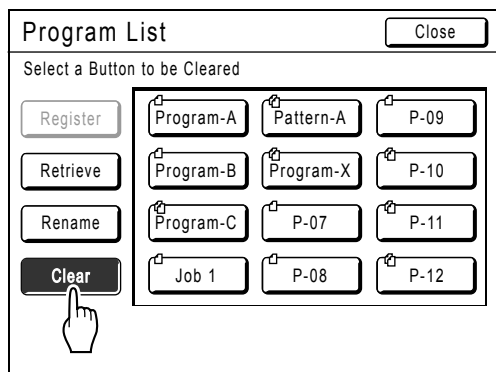 Program List
Close
Select a Button to be Cleared
Register
Program-A
Pattern-A
P-09
Retrieve
Program-B
Program-X
P-10
Rename
Program-C
P-07
P-11
Clear
Job 1
P-08
P-12